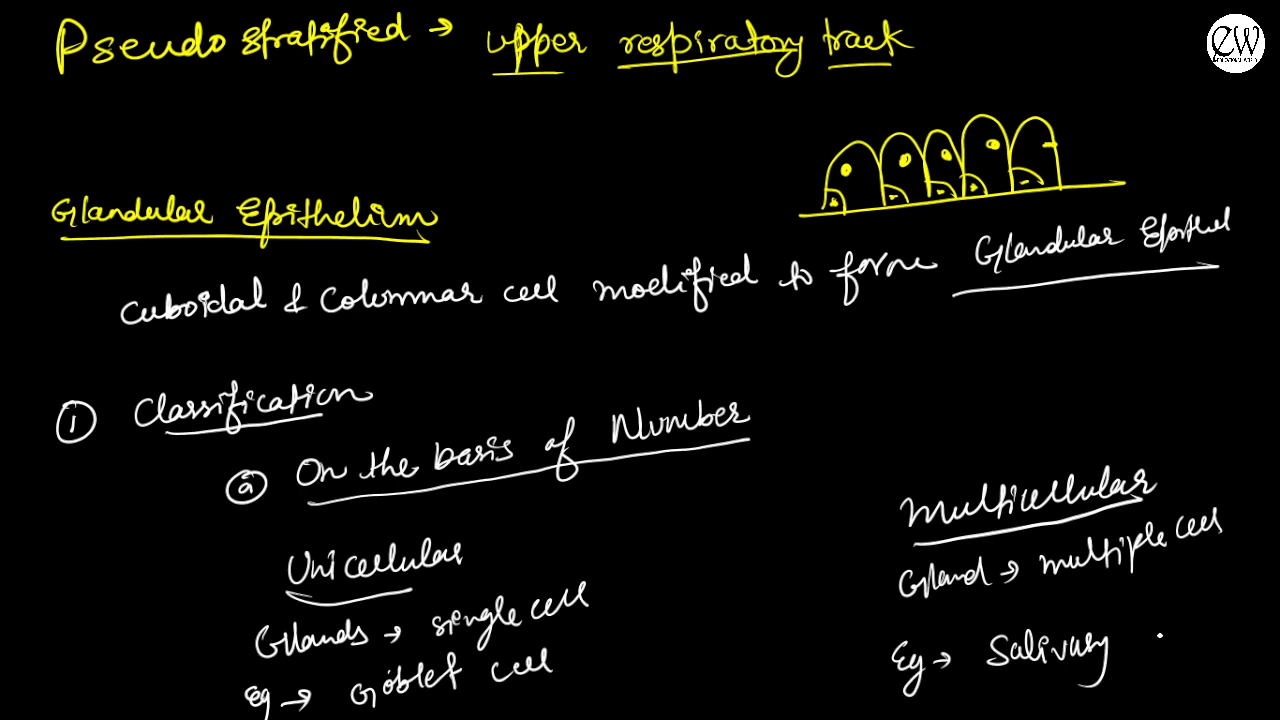 Pseudo stratified → upper respiratory track
EW
Glandular Epithelium
Cuboidal & Columnar cell modified to form Glandular Epithel
① Classification
ⓐ On the basis of Number
Unicellular
Glands → single cell
Eg → Goblet cell
Multicellular
Gland → multiple cell
Eg → Salivary